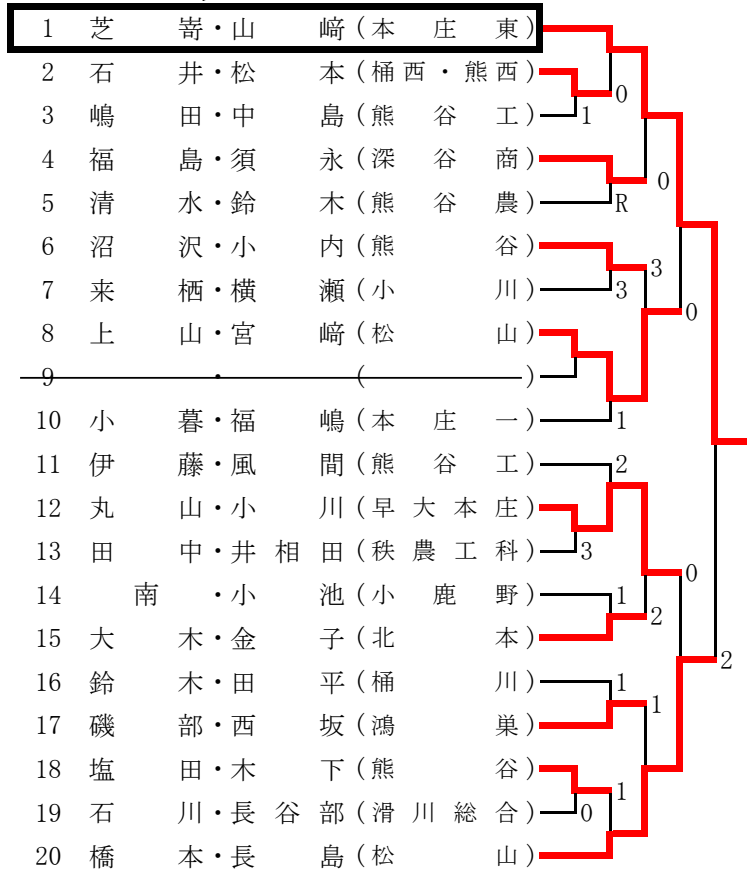 1 芝 嵜・山 﨑(本 庄 東)
2 石 井・松 本(桶西・熊西)
0
3 嶋 田・中 島(熊 谷 工) 1
4 福 島・須 永(深 谷 商)
0
5 清 水・鈴 木(熊 谷 農) R
6 沼 沢・小 内(熊 谷)
3
7 来 栖・横 瀬(小 川) 3
0
8 上 山・宮 﨑(松 山)
9 ・ ( )
10 小 暮・福 嶋(本 庄 一) 1
11 伊 藤・風 間(熊 谷 工) 2
12 丸 山・小 川(早 大 本 庄)
13 田 中・井 相 田(秩 農 工 科) 3
0
14 南 ・小 池(小 鹿 野) 1
2
15 大 木・金 子(北 本)
2
16 鈴 木・田 平(桶 川) 1
1
17 磯 部・西 坂(鴻 巣)
18 塩 田・木 下(熊 谷)
1
19 石 川・長 谷 部(滑 川 総 合) 0
20 橋 本・長 島(松 山)